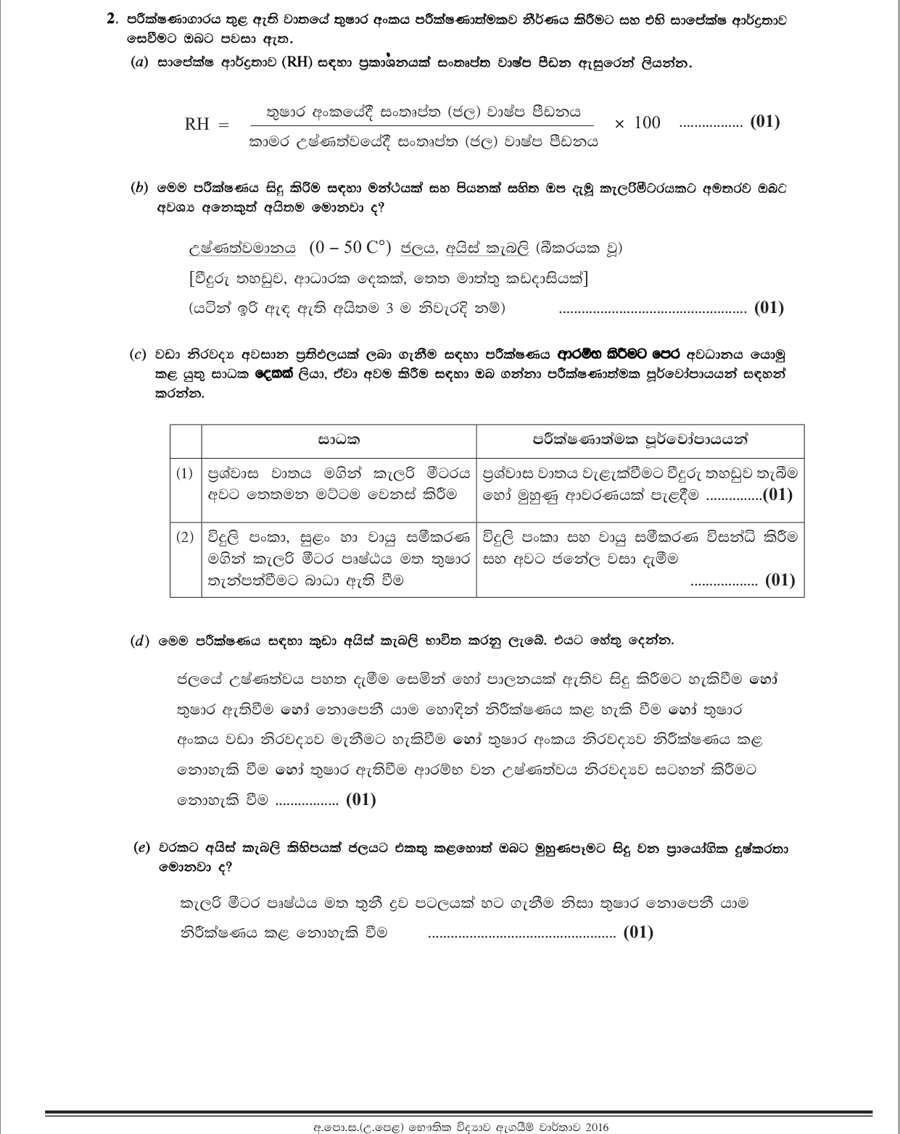 2. පරීක්ෂණාගාරය තුළ ඇති වාතයේ තුෂාර අංකය පරීක්ෂණාත්මකව නිර්ණය කිරීමට සහ එහි සාපේක්ෂ ආර්ද්‍රතාව
සෙවීමට ඔබට පවසා ඇත.
(a) සාපේක්ෂ ආර්ද්‍රතාව (RH) සඳහා ප්‍රකාශනයක් සංතෘප්ත වාෂ්ප පීඩන ඇසුරෙන් ලියන්න.
තුෂාර අංකයේදී සංතෘප්ත (ජල) වාෂ්ප පීඩනය
RH = × 100 ................. (01)
කාමර උෂ්ණත්වයේදී සංතෘප්ත (ජල) වාෂ්ප පීඩනය
(b) මෙම පරීක්ෂණය සිදු කිරීම සඳහා මන්ථයක් සහ පියනක් සහිත ඔප දැමූ කැලරිමීටරයකට අමතරව ඔබට
අවශ්‍ය අනෙකුත් අයිතම මොනවා ද?
උෂ්ණත්වමානය (0 – 50 C°) ජලය, අයිස් කැබලි (බීකරයක වූ)
[වීදුරු තහඩුව, ආධාරක දෙකක්, තෙත මාත්තු කඩදාසියක්]
(යටින් ඉරි ඇඳ ඇති අයිතම 3 ම නිවැරදි නම්) .................................................. (01)
(c) වඩා නිරවද්‍ය අවසාන ප්‍රතිඵලයක් ලබා ගැනීම සඳහා පරීක්ෂණය ආරම්භ කිරීමට පෙර අවධානය යොමු
කළ යුතු සාධක දෙකක් ලියා, ඒවා අවම කිරීම සඳහා ඔබ ගන්නා පරීක්ෂණාත්මක පූර්වෝපායයන් සඳහන්
කරන්න.
සාධක පරීක්ෂණාත්මක පූර්වෝපායයන්
(1) ප්‍රශ්වාස වාතය මගින් කැලරි මීටරය ප්‍රශ්වාස වාතය වැළැක්වීමට වීදුරු තහඩුව තැබීම
අවට තෙතමන මට්ටම වෙනස් කිරීම හෝ මුහුණු ආවරණයක් පැළඳීම ...............(01)
(2) විදුලි පංකා, සුළං හා වායු සමීකරණ විදුලි පංකා සහ වායු සමීකරණ විසන්ධි කිරීම
මගින් කැලරි මීටර පෘෂ්ඨය මත තුෂාර සහ අවට ජනේල වසා දැමීම
තැන්පත්වීමට බාධා ඇති වීම .................. (01)
(d) මෙම පරීක්ෂණය සඳහා කුඩා අයිස් කැබලි භාවිත කරනු ලැබේ. එයට හේතු දෙන්න.
ජලයේ උෂ්ණත්වය පහත දැමීම සෙමින් හෝ පාලනයක් ඇතිව සිදු කිරීමට හැකිවීම හෝ
තුෂාර ඇතිවීම හෝ නොපෙනී යාම හොඳින් නිරීක්ෂණය කළ හැකි වීම හෝ තුෂාර
අංකය වඩා නිරවද්‍යව මැනීමට හැකිවීම හෝ තුෂාර අංකය නිරවද්‍යව නිරීක්ෂණය කළ
නොහැකි වීම හෝ තුෂාර ඇතිවීම ආරම්භ වන උෂ්ණත්වය නිරවද්‍යව සටහන් කිරීමට
නොහැකි වීම ................. (01)
(e) වරකට අයිස් කැබලි කිහිපයක් ජලයට එකතු කළහොත් ඔබට මුහුණපෑමට සිදු වන ප්‍රායෝගික දුෂ්කරතා
මොනවා ද?
කැලරි මීටර පෘෂ්ඨය මත තුනී ද්‍රව පටලයක් හට ගැනීම නිසා තුෂාර නොපෙනී යාම
නිරීක්ෂණය කළ නොහැකි වීම .................................................. (01)
අ.පො.ස.(උ.පෙළ) භෞතික විද්‍යාව ඇගයීම් වාර්තාව 2016